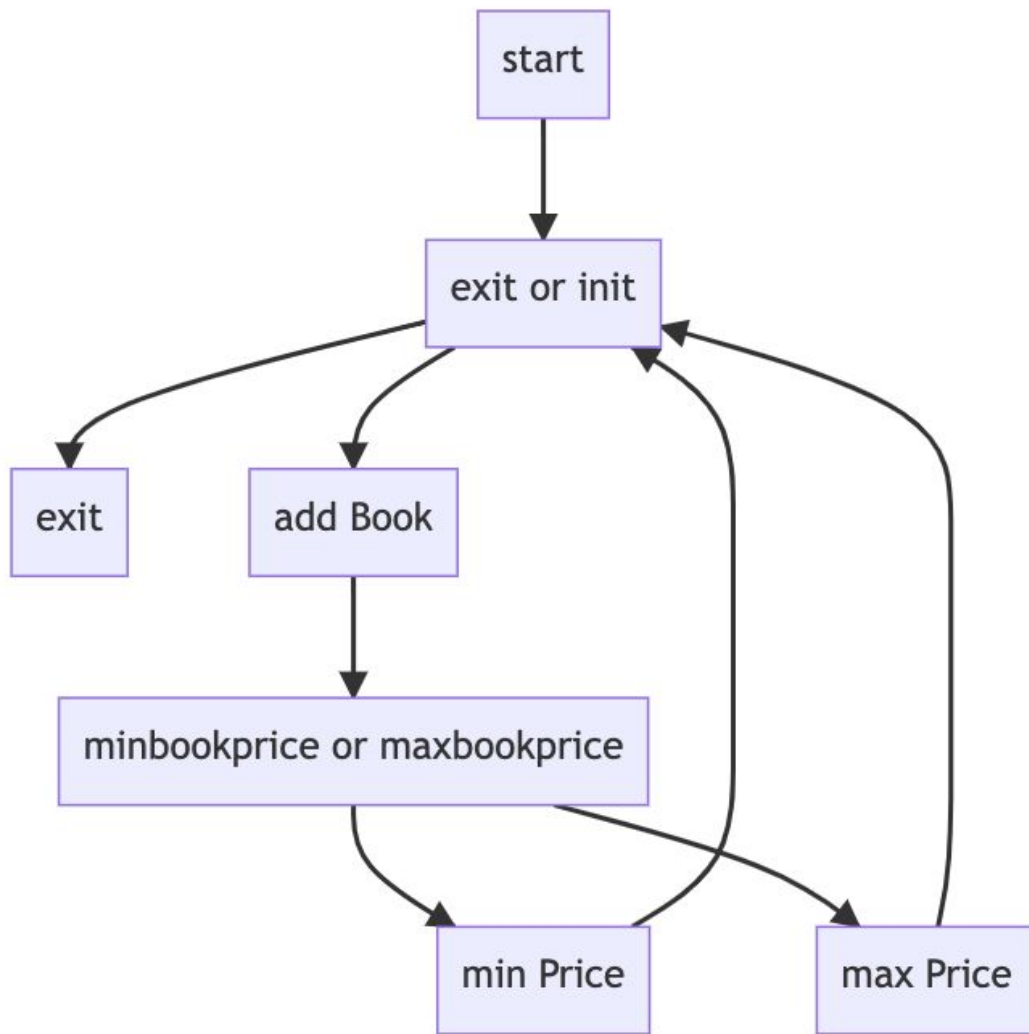 start
exit or init
exit
add Book
minbookprice or maxbookprice
min Price
max Price